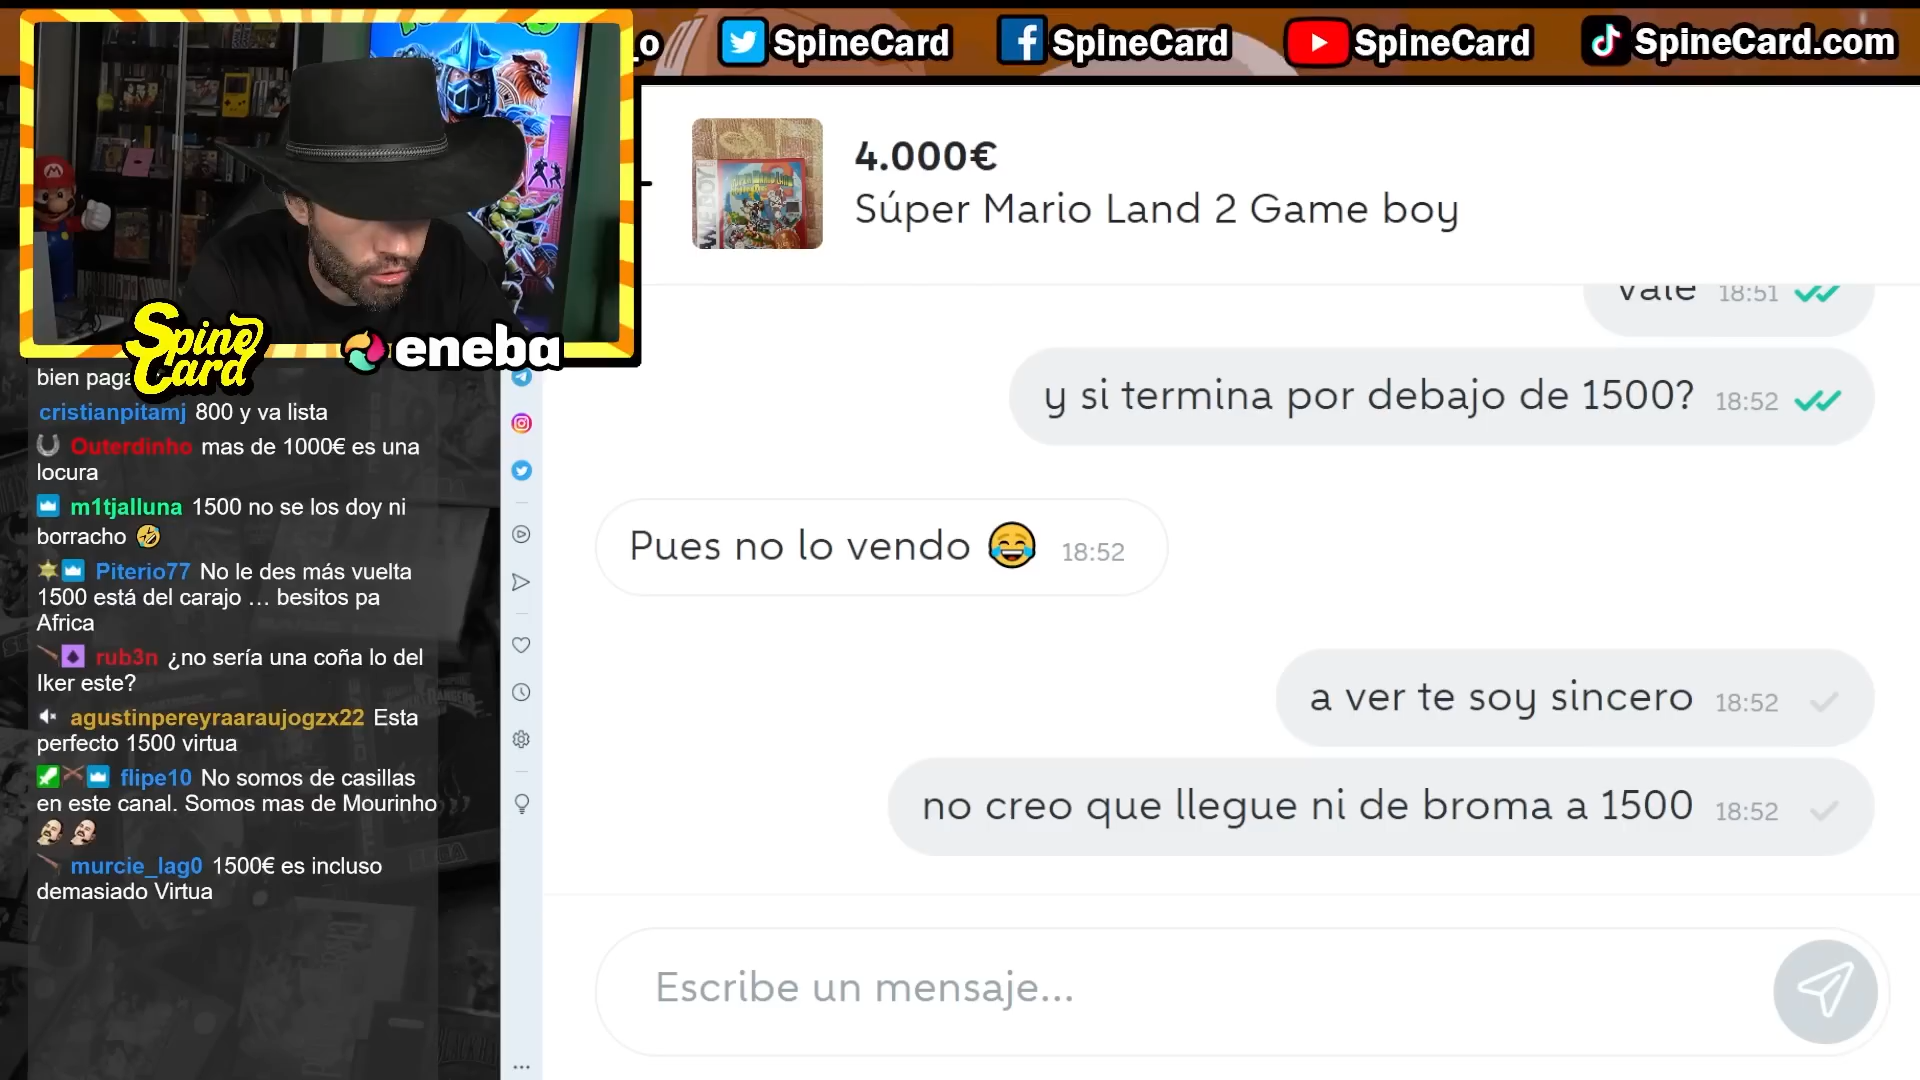 SpineCard
SpineCard
SpineCard
SpineCard.com
4.000€
Súper Mario Land 2 Game boy
vale 18:51
y si termina por debajo de 1500? 18:52
Pues no lo vendo 😂 18:52
a ver te soy sincero 18:52
no creo que llegue ni de broma a 1500 18:52
Escribe un mensaje...
Spine
Card
eneba
bien paga
cristianpitamj 800 y va lista
Outerdinho mas de 1000€ es una
locura
m1tjalluna 1500 no se los doy ni
borracho 🤣
Piterio77 No le des más vuelta
1500 está del carajo … besitos pa
Africa
rub3n ¿no sería una coña lo del
Iker este?
agustinpereyraaraujogzx22 Esta
perfecto 1500 virtua
flipe10 No somos de casillas
en este canal. Somos mas de Mourinho
murcie_lag0 1500€ es incluso
demasiado Virtua